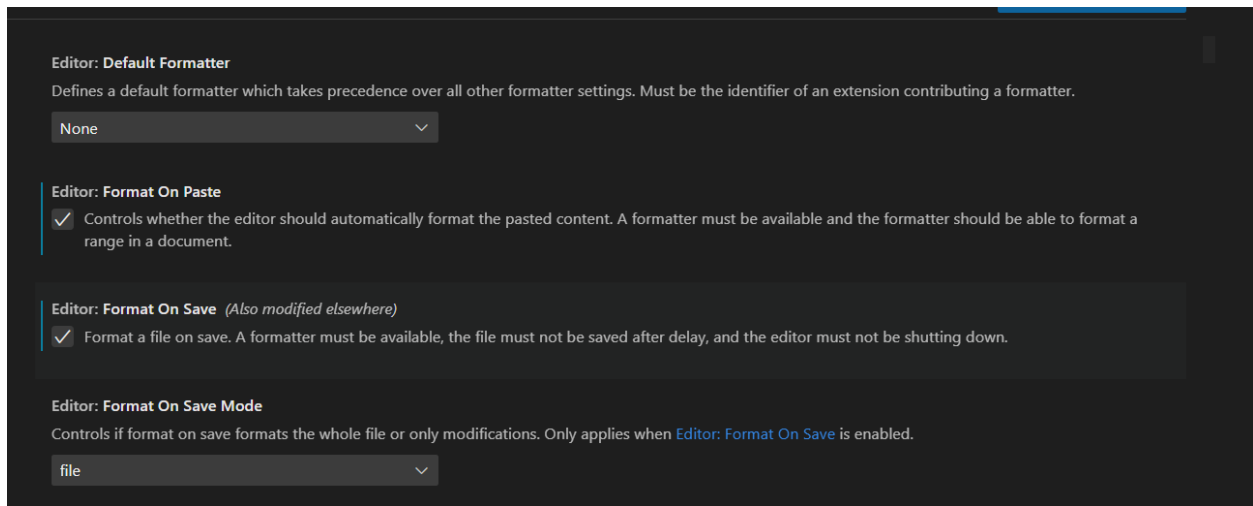 Editor: Default Formatter
Defines a default formatter which takes precedence over all other formatter settings. Must be the identifier of an extension contributing a formatter.
None
Editor: Format On Paste
Controls whether the editor should automatically format the pasted content. A formatter must be available and the formatter should be able to format a
range in a document.
Editor: Format On Save (Also modified elsewhere)
Format a file on save. A formatter must be available, the file must not be saved after delay, and the editor must not be shutting down.
Editor: Format On Save Mode
Controls if format on save formats the whole file or only modifications. Only applies when Editor: Format On Save is enabled.
file